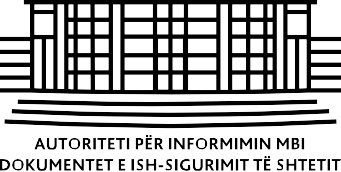 AUTORITETI PËR INFORMIMIN MBI
DOKUMENTET E ISH-SIGURIMIT TË SHTETIT